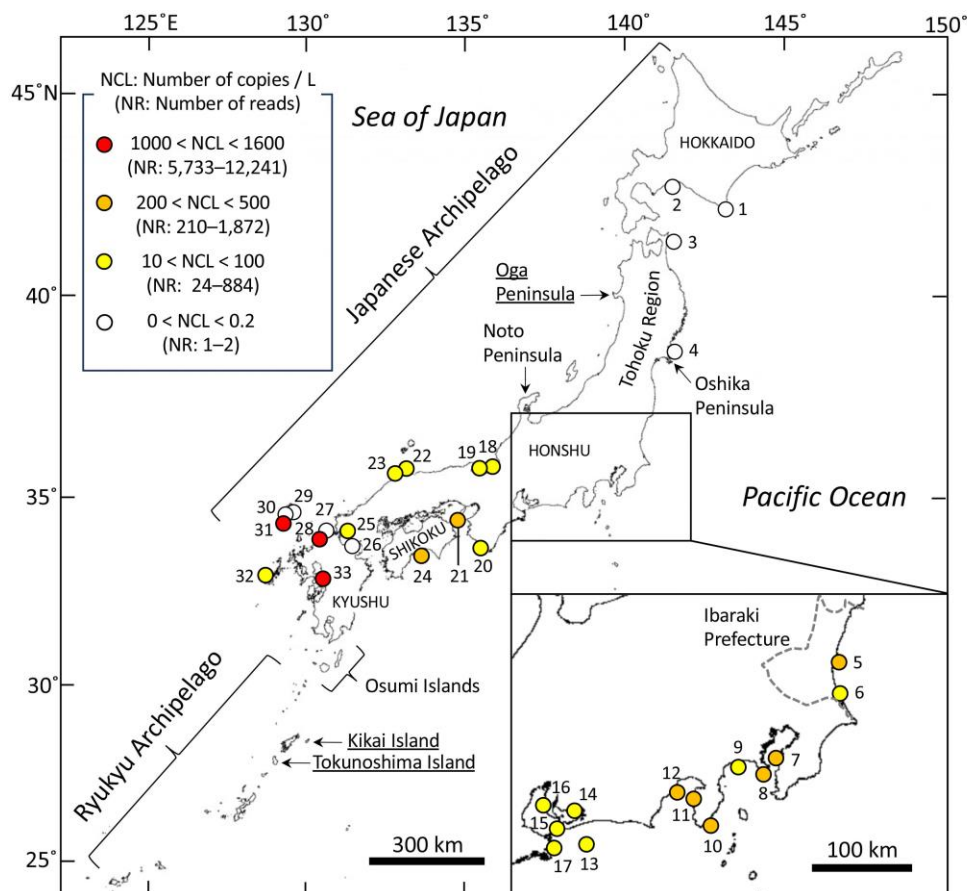 125°E
130°
135°
140°
145°
150°
45°N
40°
35°
30°
25°
NCL: Number of copies / L
(NR: Number of reads)
1000 < NCL < 1600
(NR: 5,733–12,241)
200 < NCL < 500
(NR: 210–1,872)
10 < NCL < 100
(NR: 24–884)
0 < NCL < 0.2
(NR: 1–2)
Sea of Japan
Japanese Archipelago
HOKKAIDO
2
1
3
Oga
Peninsula
Tohoku Region
Noto
Peninsula
4
Oshika
Peninsula
HONSHU
Pacific Ocean
23
22
19
18
30
29
27
31
28
25
26
SHIKOKU
32
33
24
21
20
KYUSHU
Osumi Islands
Ryukyu Archipelago
Kikai Island
Tokunoshima Island
300 km
Ibaraki
Prefecture
5
6
9
7
8
12
11
10
16
14
15
17
13
100 km